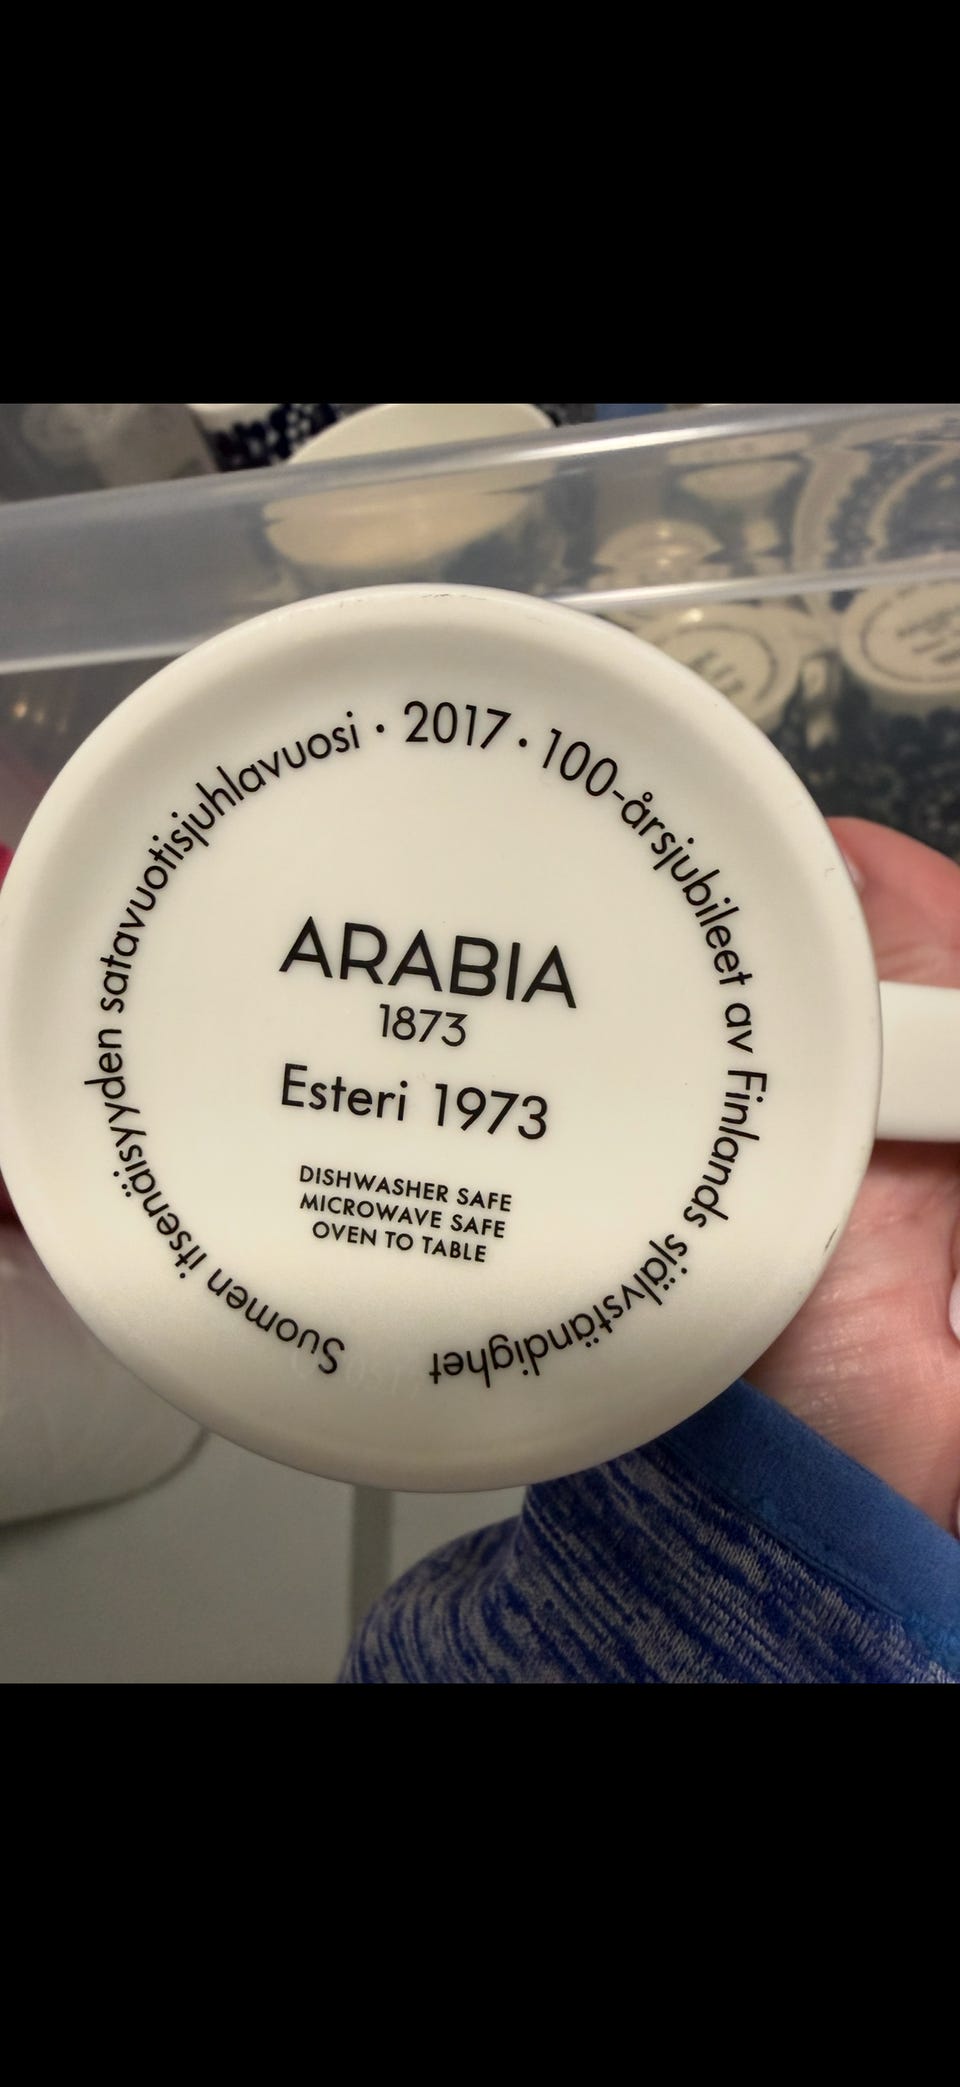 Suomen itsenäisyyden satavuotisjuhlavuosi · 2017 · 100-årsjubileet av Finlands självständighet
ARABIA
1873
Esteri 1973
DISHWASHER SAFE
MICROWAVE SAFE
OVEN TO TABLE